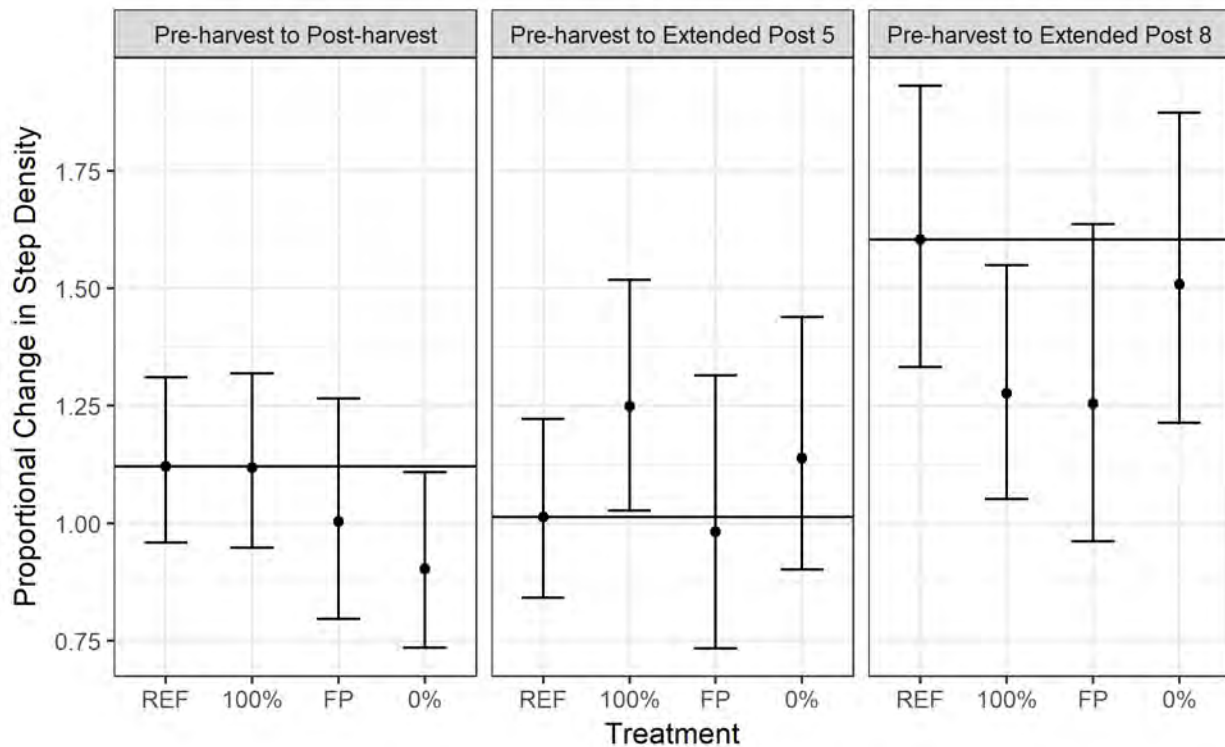 Pre-harvest to Post-harvest Pre-harvest to Extended Post 5 Pre-harvest to Extended Post 8
Proportional Change in Step Density
1.75
1.50
1.25
1.00
0.75
REF 100% FP 0% REF 100% FP 0% REF 100% FP 0%
Treatment